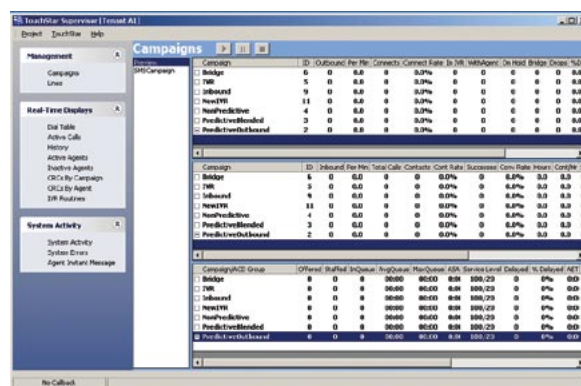 TouchStar Supervisor [Tenant A1]
Project TouchStar Help
Management
Campaigns
Lines
Real-Time Displays
Dial Table
Active Calls
History
Active Agents
Inactive Agents
CRCs By Campaign
CRCs By Agent
IVR Routines
System Activity
System Activity
System Errors
Agent Instant Message
Campaigns
Preview
SMSCampaign
Campaign ID Outbound Per Min Connects Connect Rate In IVR WithAgent On Hold Bridge Drops
Bridge 6 0 0.0 0 0.0% 0 0 0 0 0
IVR 5 0 0.0 0 0.0% 0 0 0 0 0
Inbound 9 0 0.0 0 0.0% 0 0 0 0 0
NewIVR 11 0 0.0 0 0.0% 0 0 0 0 0
NonPredictive 4 0 0.0 0 0.0% 0 0 0 0 0
PredictiveBlended 3 0 0.0 0 0.0% 0 0 0 0 0
PredictiveOutbound 2 0 0.0 0 0.0% 0 0 0 0 0
Campaign ID Inbound Per Min Total Calls Contacts Cont Rate Successes Conv Rate Hours
Bridge 6 0 0.0 0 0 0.0% 0 0.0% 0.0
IVR 5 0 0.0 0 0 0.0% 0 0.0% 0.0
Inbound 9 0 0.0 0 0 0.0% 0 0.0% 0.0
NewIVR 11 0 0.0 0 0 0.0% 0 0.0% 0.0
NonPredictive 4 0 0.0 0 0 0.0% 0 0.0% 0.0
PredictiveBlended 3 0 0.0 0 0 0.0% 0 0.0% 0.0
PredictiveOutbound 2 0 0.0 0 0 0.0% 0 0.0% 0.0
Campaign/ACD Group Offered Staffed InQueue AvgQueue MaxQueue ASA Service Level Delayed % Delayed
Bridge 0 0 0 00:00 00:00 100/20 0 0%
IVR 0 0 0 00:00 00:00 100/20 0 0%
Inbound 0 0 0 00:00 00:00 100/20 0 0%
NewIVR 0 0 0 00:00 00:00 100/20 0 0%
NonPredictive 0 0 0 00:00 00:00 100/20 0 0%
PredictiveBlended 0 0 0 00:00 00:00 100/20 0 0%
PredictiveOutbound 0 0 0 00:00 00:00 100/20 0 0%
No Callback